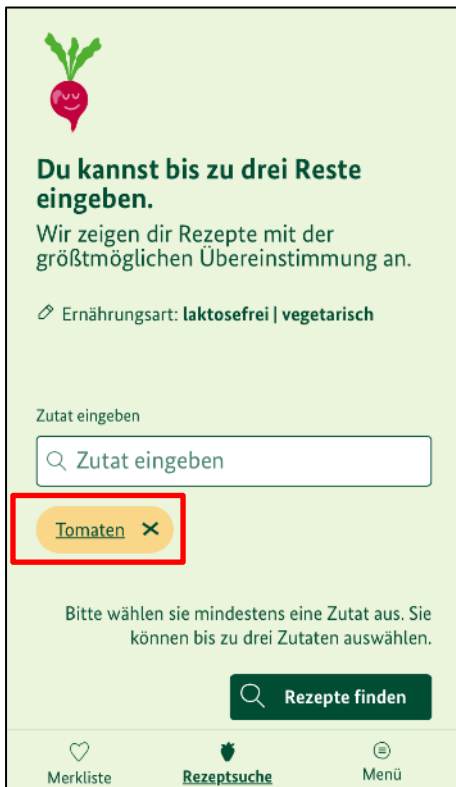 Du kannst bis zu drei Reste
eingeben.
Wir zeigen dir Rezepte mit der
größtmöglichen Übereinstimmung an.
Ernährungsart: laktosefrei | vegetarisch
Zutat eingeben
Zutat eingeben
Tomaten
Bitte wählen sie mindestens eine Zutat aus. Sie
können bis zu drei Zutaten auswählen.
Rezepte finden
Merkliste Rezeptsuche Menü